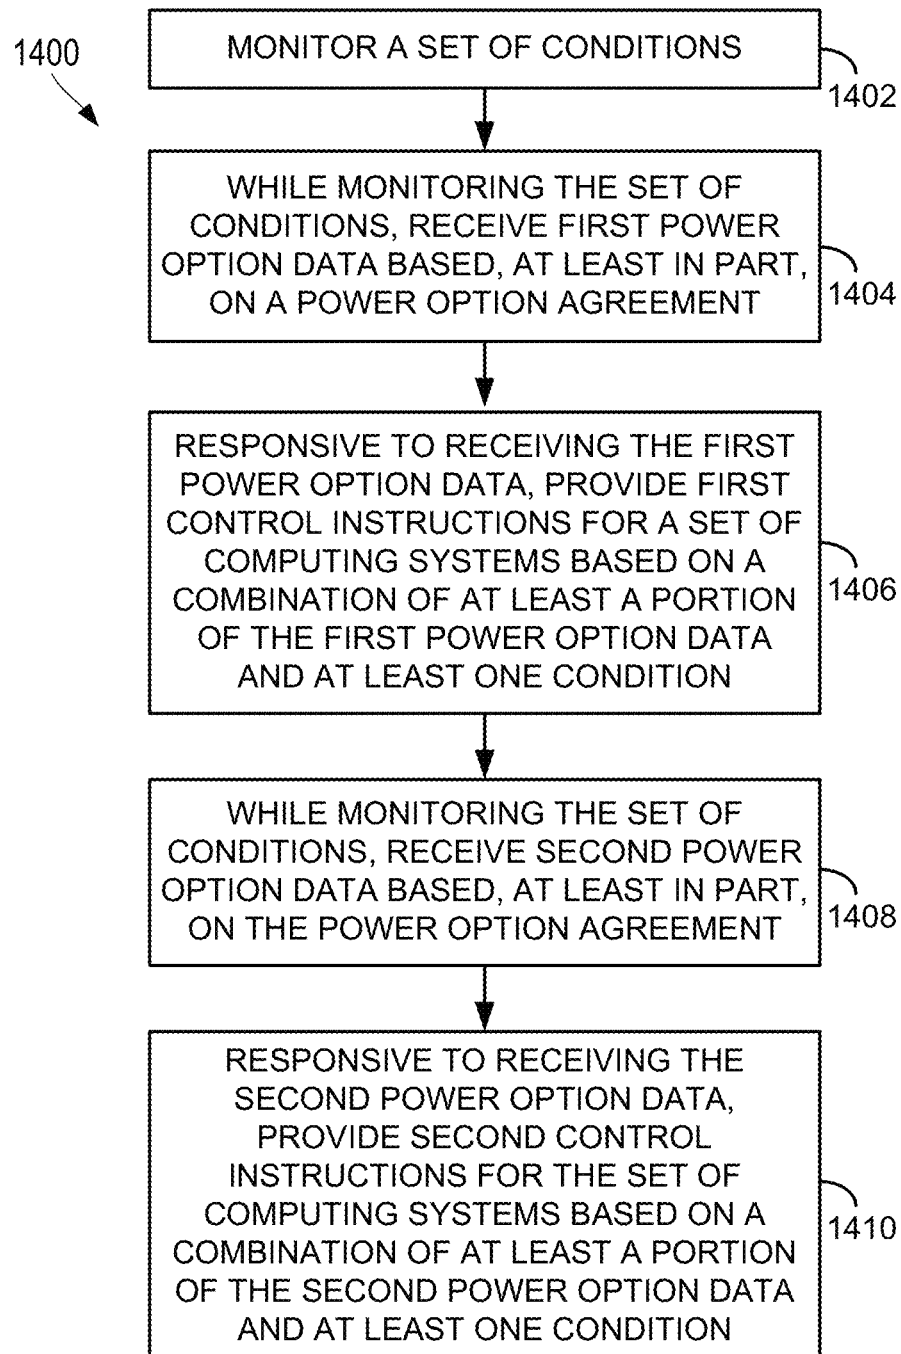 1400
MONITOR A SET OF CONDITIONS
1402
WHILE MONITORING THE SET OF
CONDITIONS, RECEIVE FIRST POWER
OPTION DATA BASED, AT LEAST IN PART,
ON A POWER OPTION AGREEMENT
1404
RESPONSIVE TO RECEIVING THE FIRST
POWER OPTION DATA, PROVIDE FIRST
CONTROL INSTRUCTIONS FOR A SET OF
COMPUTING SYSTEMS BASED ON A
COMBINATION OF AT LEAST A PORTION
OF THE FIRST POWER OPTION DATA
AND AT LEAST ONE CONDITION
1406
WHILE MONITORING THE SET OF
CONDITIONS, RECEIVE SECOND POWER
OPTION DATA BASED, AT LEAST IN PART,
ON THE POWER OPTION AGREEMENT
1408
RESPONSIVE TO RECEIVING THE
SECOND POWER OPTION DATA,
PROVIDE SECOND CONTROL
INSTRUCTIONS FOR THE SET OF
COMPUTING SYSTEMS BASED ON A
COMBINATION OF AT LEAST A PORTION
OF THE SECOND POWER OPTION DATA
AND AT LEAST ONE CONDITION
1410